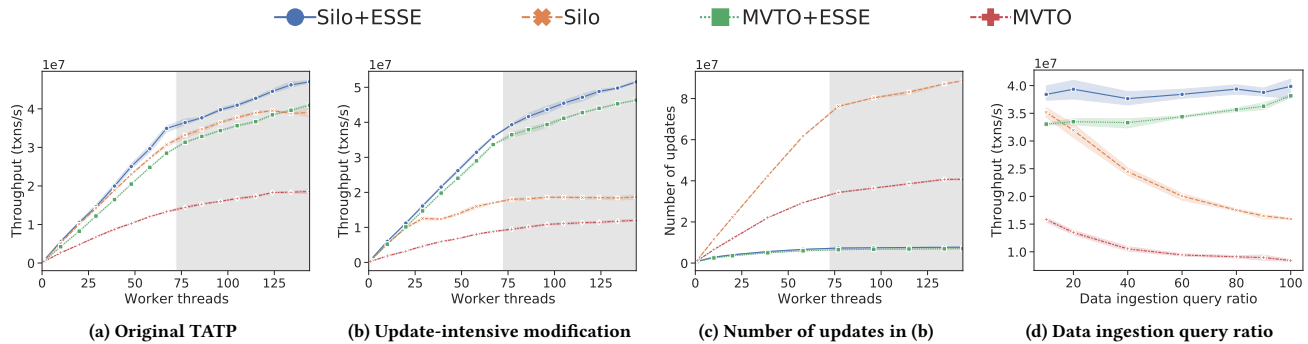 Silo+ESSE Silo MVTO+ESSE MVTO
1e7
Throughput (txns/s)
4
3
2
1
0
0 25 50 75 100 125
Worker threads
(a) Original TATP
1e7
Throughput (txns/s)
5
4
3
2
1
0
0 25 50 75 100 125
Worker threads
(b) Update-intensive modification
1e7
Number of updates
8
6
4
2
0
0 25 50 75 100 125
Worker threads
(c) Number of updates in (b)
1e7
Throughput (txns/s)
4.0
3.5
3.0
2.5
2.0
1.5
1.0
20 40 60 80 100
Data ingestion query ratio
(d) Data ingestion query ratio